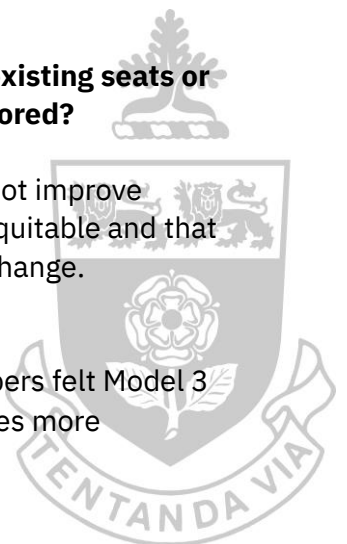 xisting seats or
ored?
ot improve
quitable and that
hange.
bers felt Model 3
es more
TENTANDA VIA